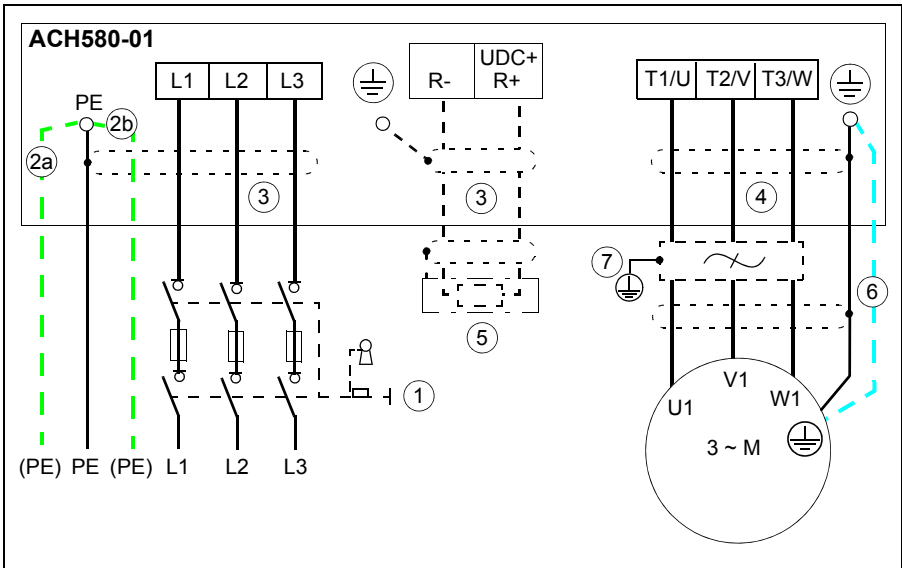 ACH580-01
L1 L2 L3
R- UDC+ R+
T1/U T2/V T3/W
PE
2b
2a
3
3
4
7
6
5
1
V1
U1
W1
3 ~ M
(PE) PE (PE) L1 L2 L3